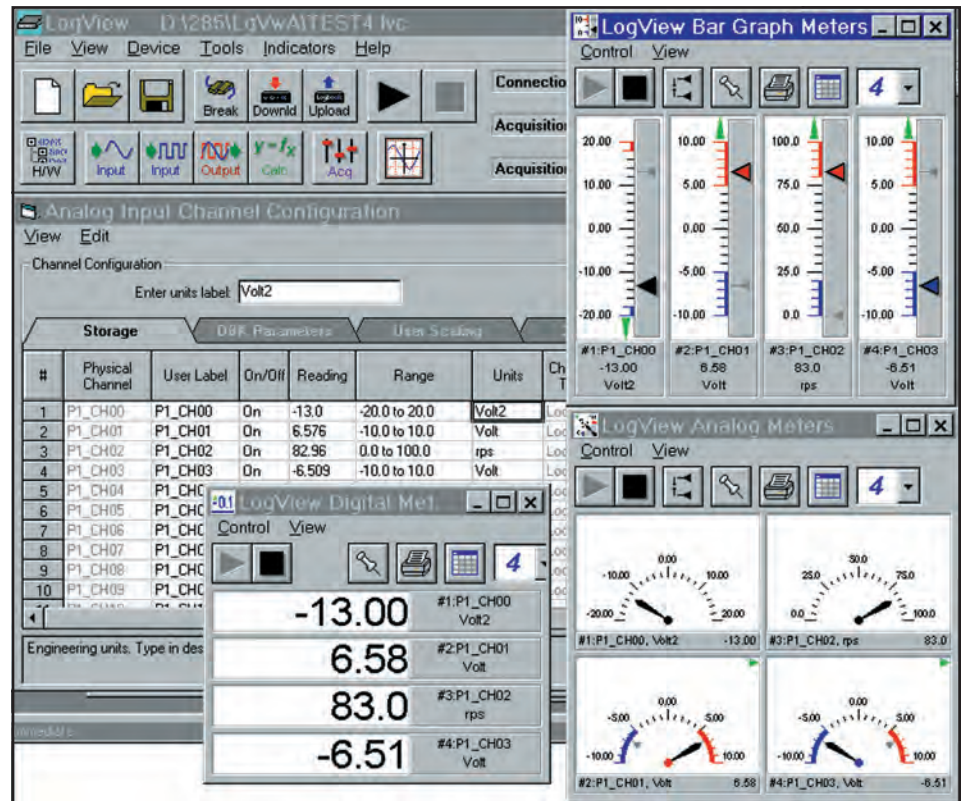 LogView D:\285\LgVwA\TEST4.lvc
File View Device Tools Indicators Help
Break Downld Upload
Connectio
Acquisition
H/W Input Input Output Calc Acq
Acquisition
Analog Input Channel Configuration
View Edit
Channel Configuration
Enter units label: Volt2
Storage DBK Parameters User Scaling
# Physical Channel User Label On/Off Reading Range Units
1 P1_CH00 P1_CH00 On -13.0 -20.0 to 20.0 Volt2
2 P1_CH01 P1_CH01 On 6.576 -10.0 to 10.0 Volt
3 P1_CH02 P1_CH02 On 82.96 0.0 to 100.0 rps
4 P1_CH03 P1_CH03 On -6.509 -10.0 to 10.0 Volt
5 P1_CH04 P1_CH
6 P1_CH05 P1_CH
7 P1_CH06 P1_CH
8 P1_CH07 P1_CH
9 P1_CH08 P1_CH
10 P1_CH09 P1_CH
Engineering units. Type in des
LogView Digital Met
Control View
4
-13.00 #1:P1_CH00
Volt2
6.58 #2:P1_CH01
Volt
83.0 #3:P1_CH02
rps
-6.51 #4:P1_CH03
Volt
LogView Bar Graph Meters
Control View
4
20.00 10.00 100.0 10.00
10.00 5.00 75.0 5.00
0.00 0.00 50.0 0.00
-10.00 -5.00 25.0 -5.00
-20.00 -10.00 0.0 -10.00
#1:P1_CH00 #2:P1_CH01 #3:P1_CH02 #4:P1_CH03
-13.00 6.58 83.0 -6.51
Volt2 Volt rps Volt
LogView Analog Meters
Control View
4
0.00 50.0
-10.00 10.00 25.0 75.0
-20.00 20.00 0.0 100.0
#1:P1_CH00, Volt2 -13.00 #3:P1_CH02, rps 83.0
0.00 0.00
-5.00 5.00 -5.00 5.00
-10.00 10.00 -10.00 10.00
#2:P1_CH01, Volt 6.58 #4:P1_CH03, Volt -6.51